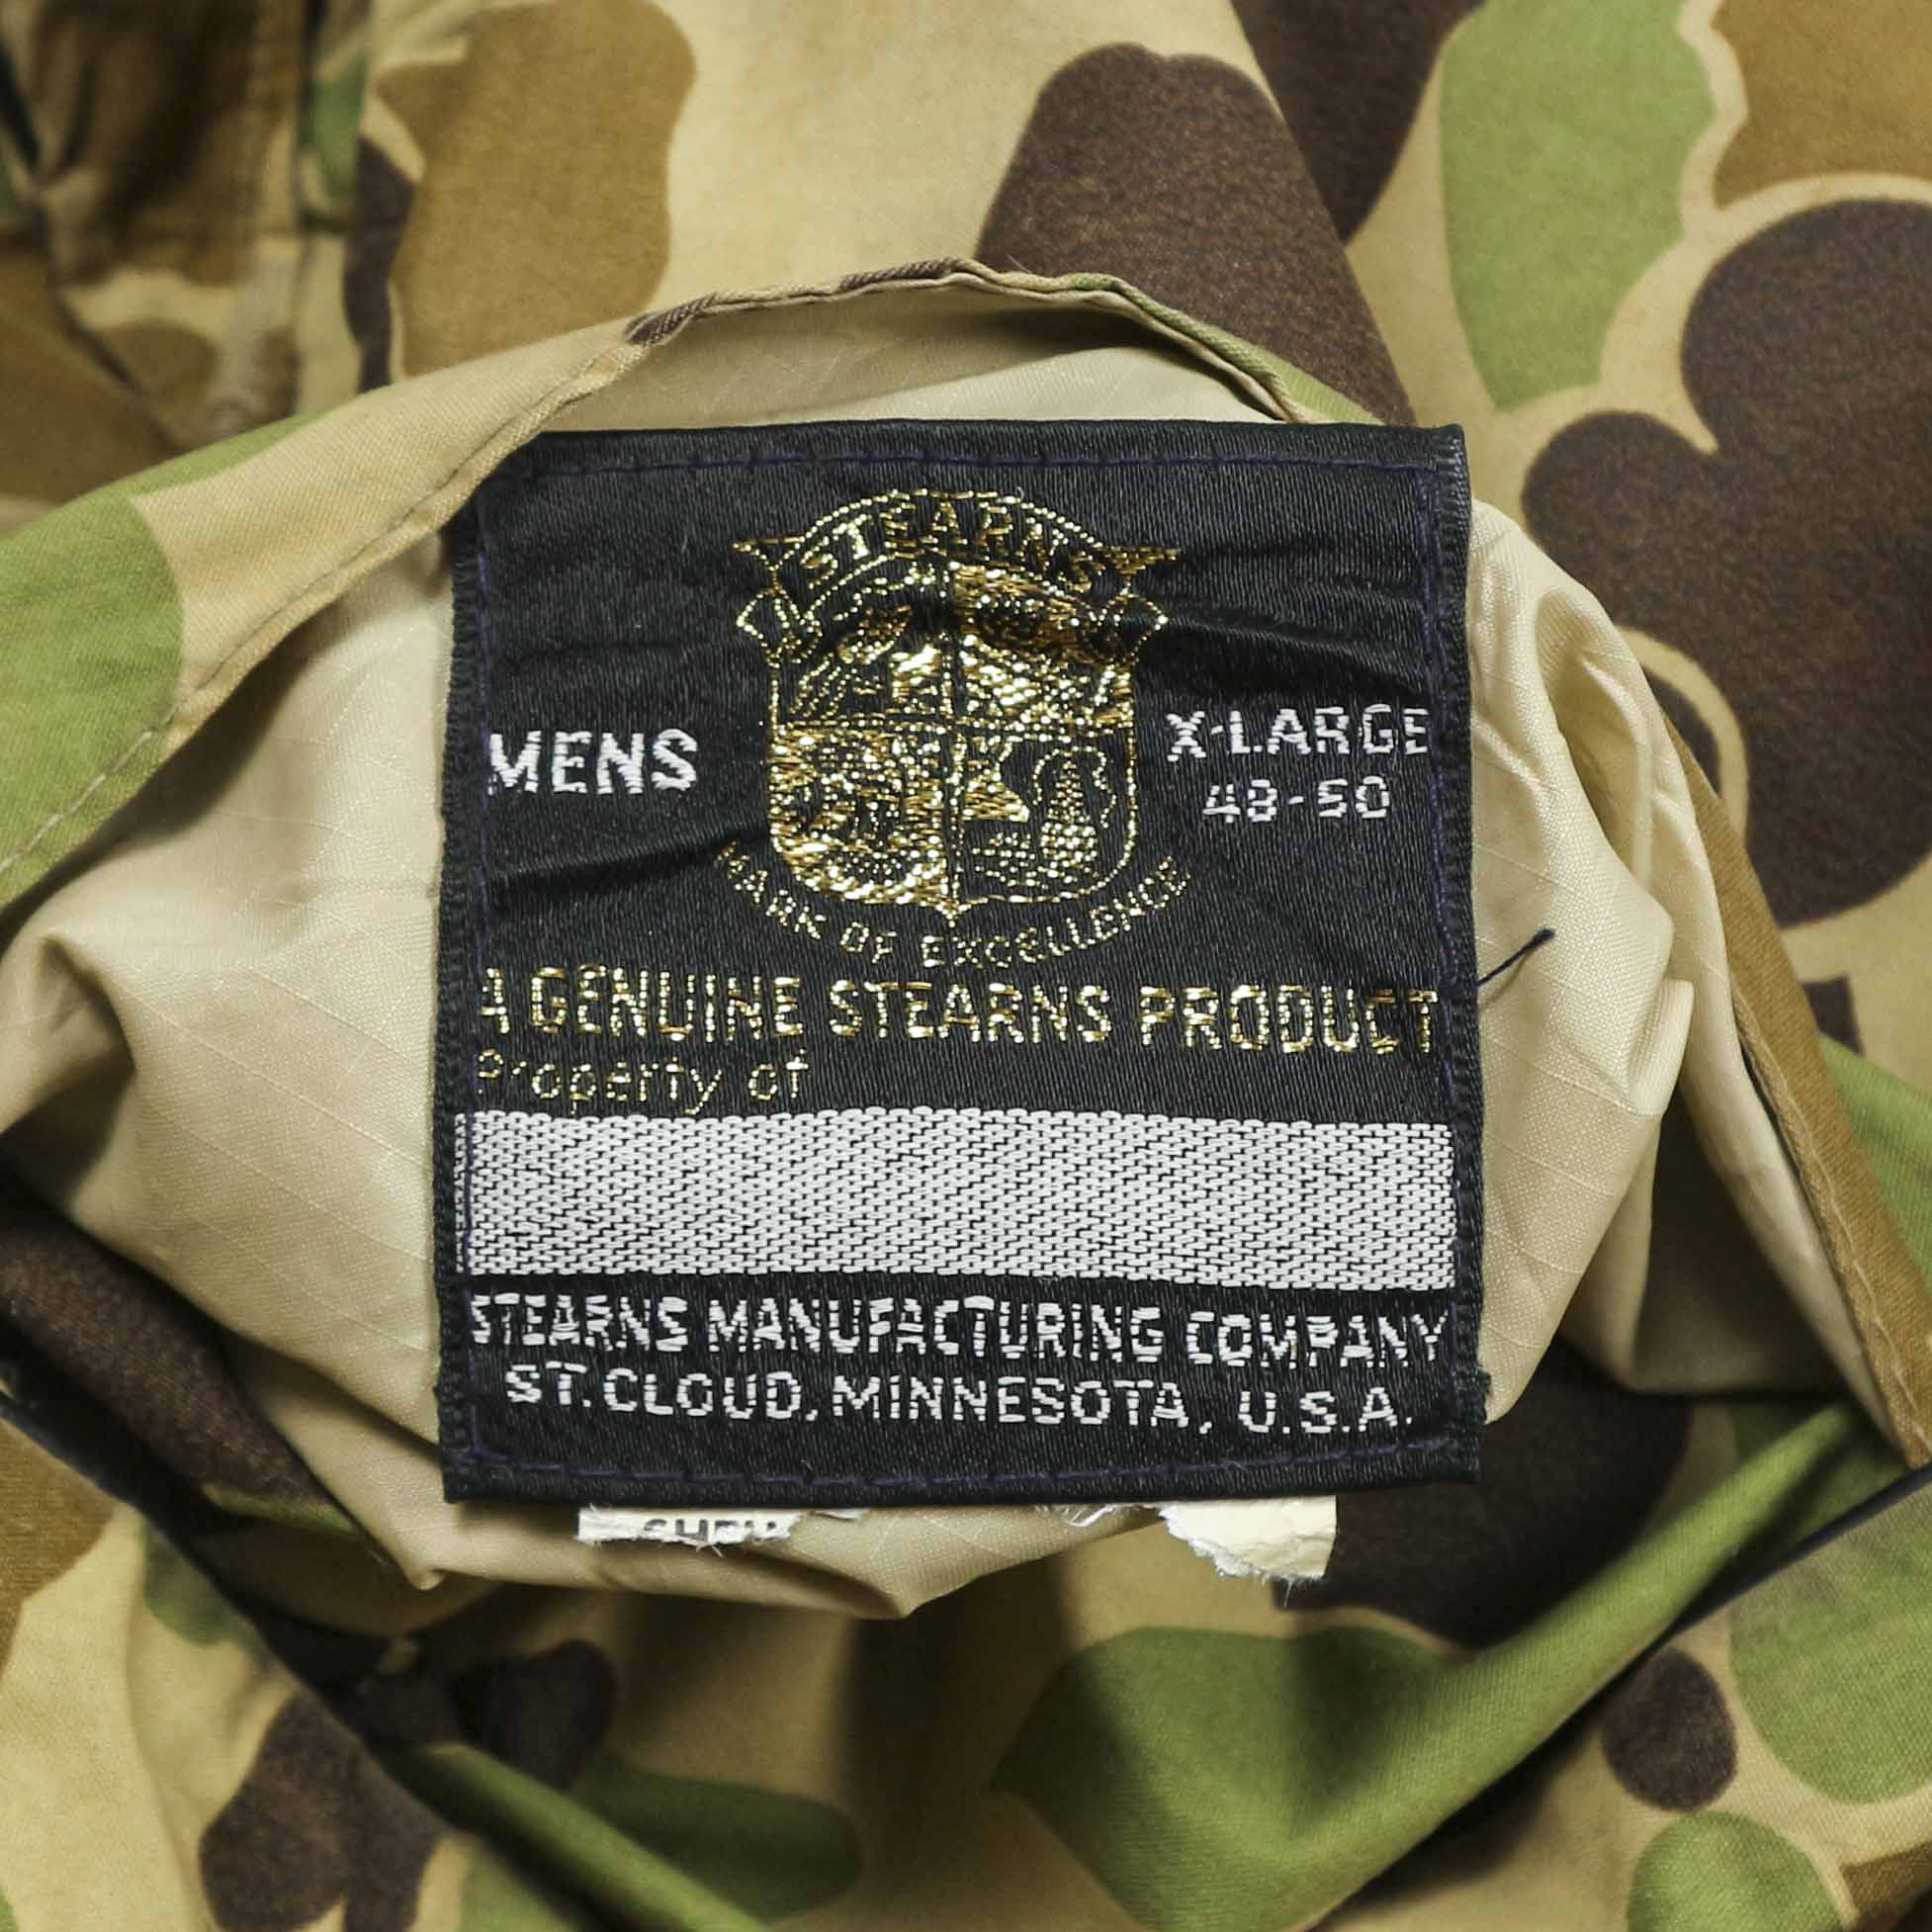 STEARNS
MENS
X-LARGE
48-50
MARK OF EXCELLENCE
A GENUINE STEARNS PRODUCT
Property of
STEARNS MANUFACTURING COMPANY
ST. CLOUD, MINNESOTA, U.S.A.